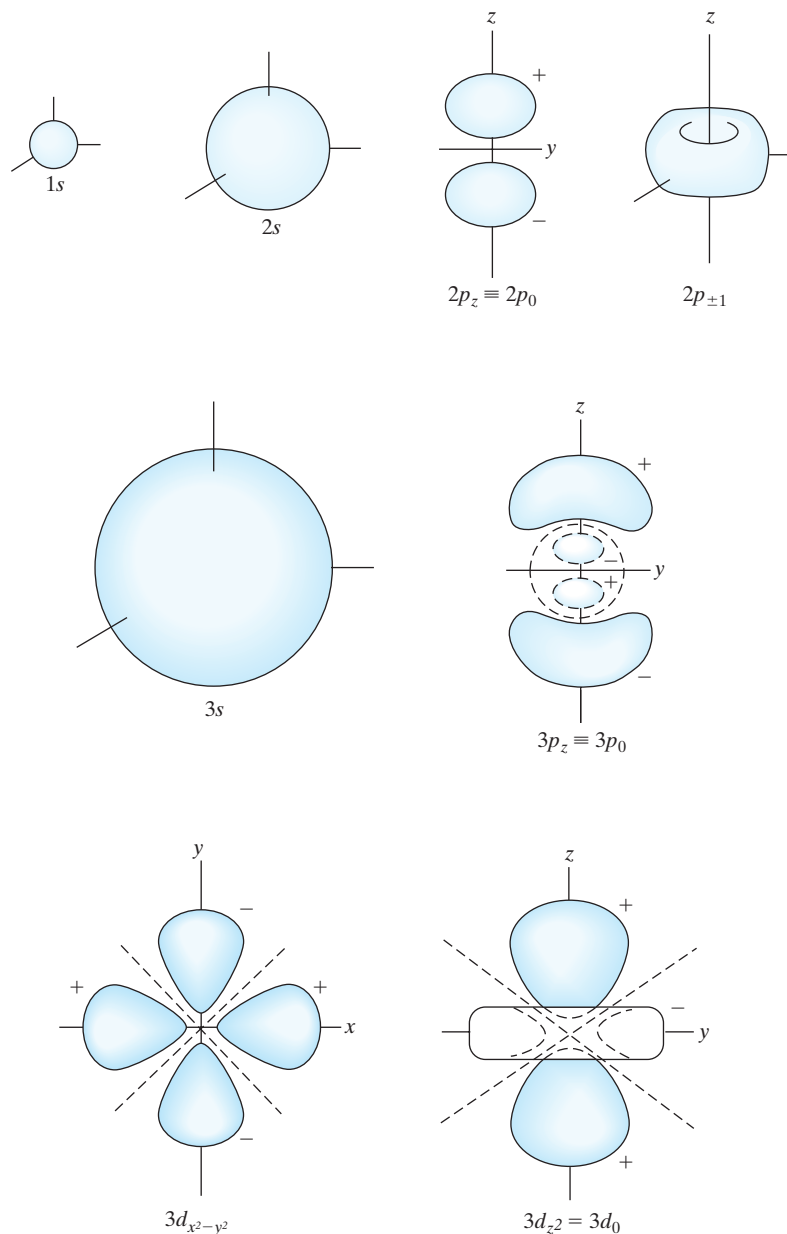 z
z
+
y
−
1s
2s
2p_z ≡ 2p_0
2p_{±1}
z
+
−
y
+
−
3s
3p_z ≡ 3p_0
y
z
−
+
+
+
−
x
y
−
+
3d_{x²−y²}
3d_{z²} = 3d_0